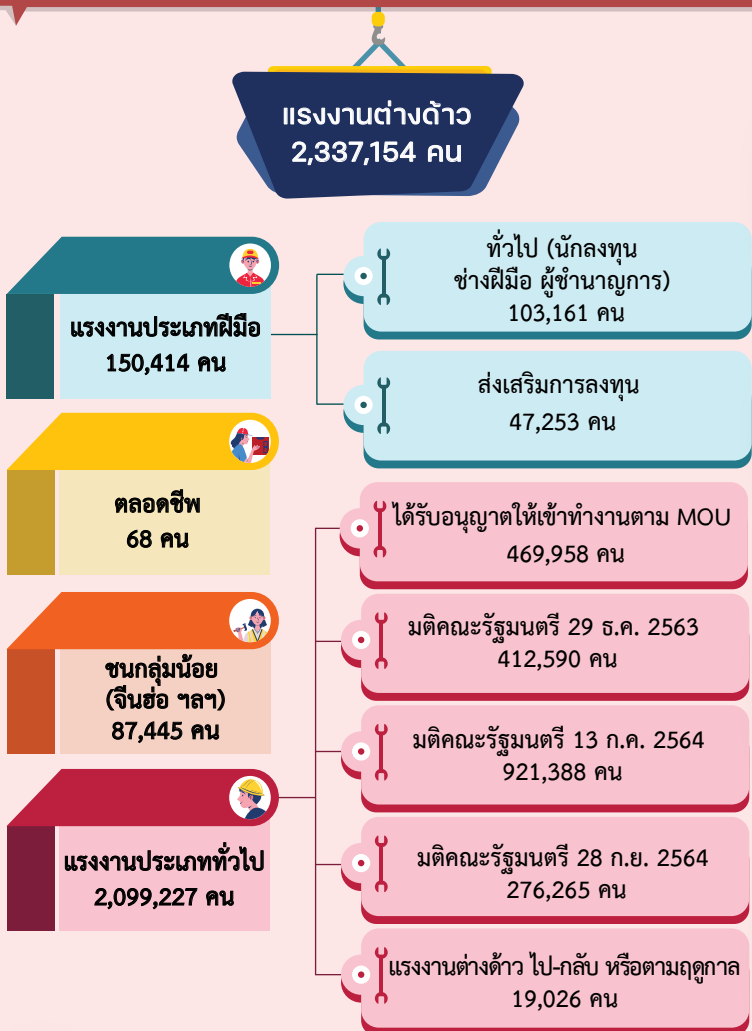 แรงงานต่างด้าว
2,337,154 คน
แรงงานประเภทฝีมือ
150,414 คน
ทั่วไป (นักลงทุน
ช่างฝีมือ ผู้ชำนาญการ)
103,161 คน
ส่งเสริมการลงทุน
47,253 คน
ตลอดชีพ
68 คน
ชนกลุ่มน้อย
(จีนฮ่อ ฯลฯ)
87,445 คน
แรงงานประเภททั่วไป
2,099,227 คน
ได้รับอนุญาตให้เข้าทำงานตาม MOU
469,958 คน
มติคณะรัฐมนตรี 29 ธ.ค. 2563
412,590 คน
มติคณะรัฐมนตรี 13 ก.ค. 2564
921,388 คน
มติคณะรัฐมนตรี 28 ก.ย. 2564
276,265 คน
แรงงานต่างด้าว ไป-กลับ หรือตามฤดูกาล
19,026 คน